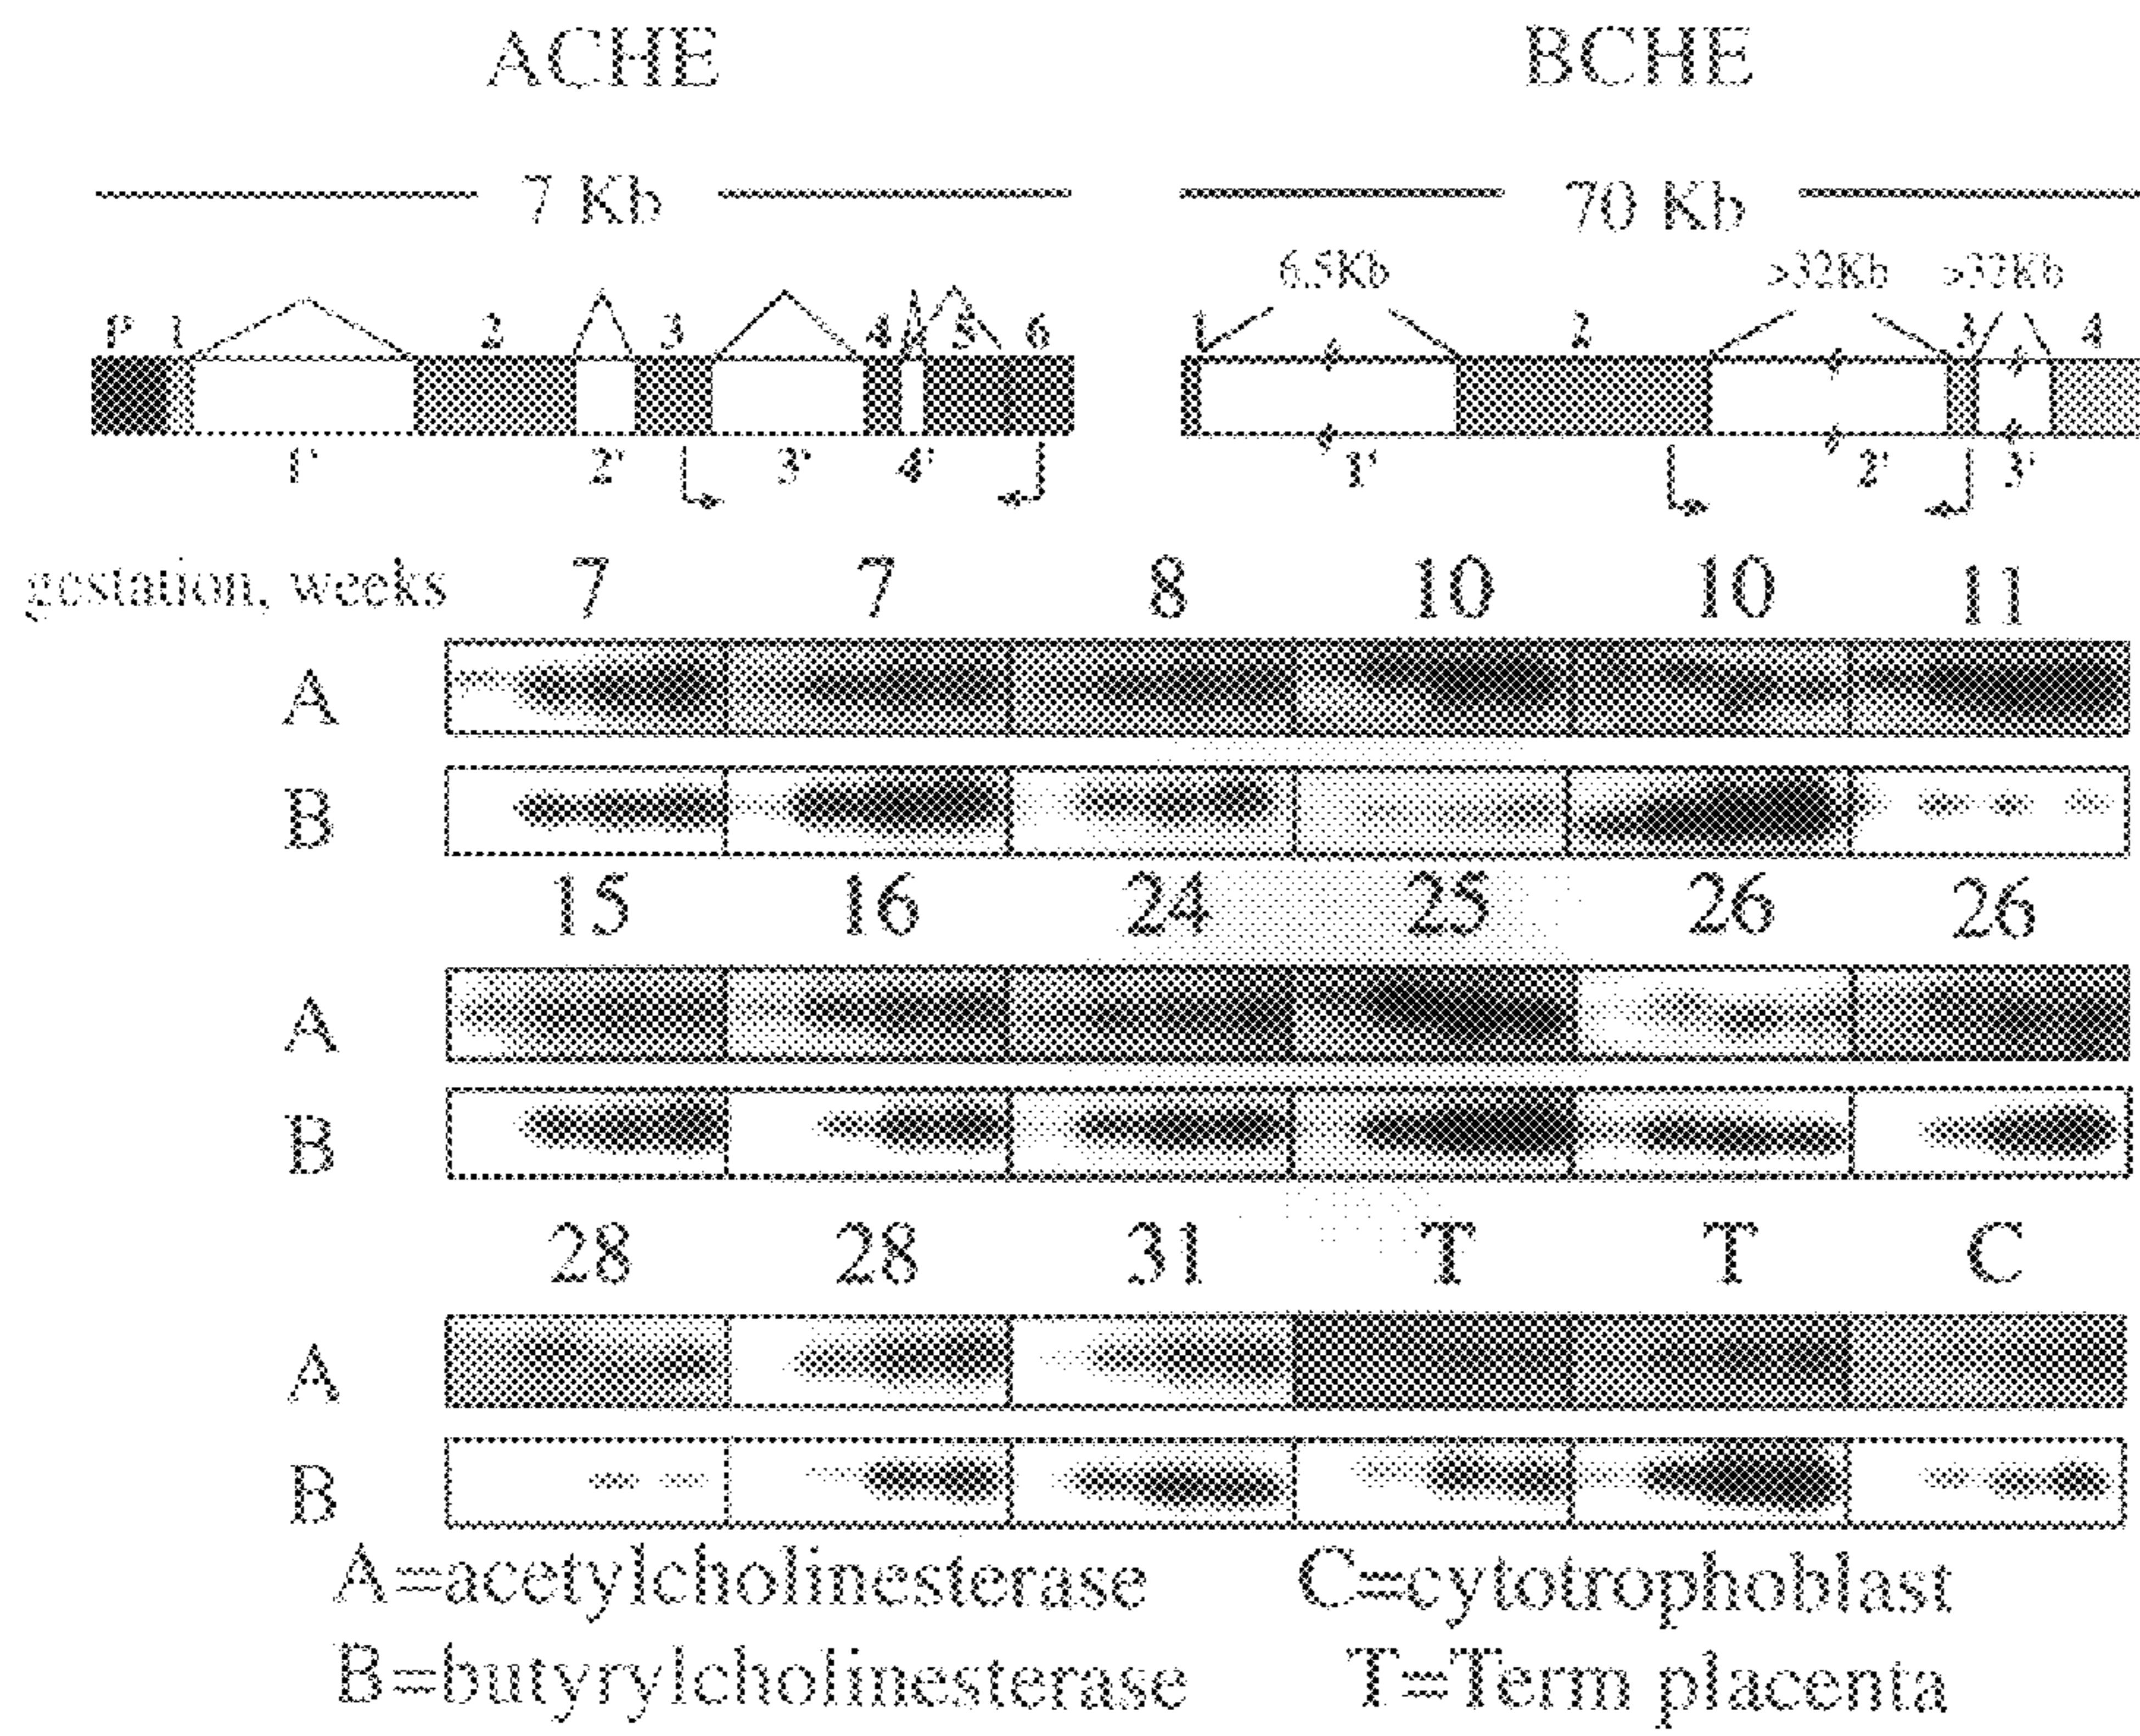 ACHE BCHE
7 Kb 70 Kb
6.5Kb >32Kb
1 2 3 4 5 6 1 2 3 4
1' 2' 3' 4' 1' 2' 3'
gestation, weeks 7 7 8 10 10 11
A
B
15 16 24 25 26 26
A
B
28 28 31 T T C
A
B
A=acetylcholinesterase C=cytotrophoblast
B=butyrylcholinesterase T=Term placenta